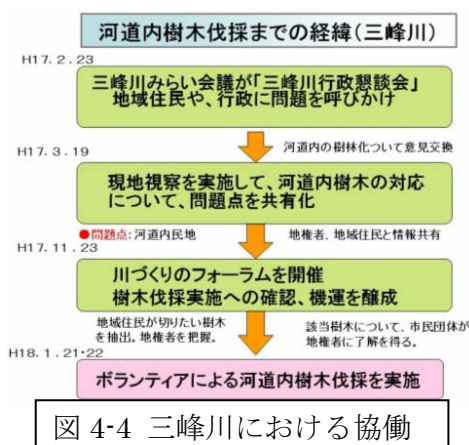 河道内樹木伐採までの経緯(三峰川)
H17.2.23
三峰川みらい会議が「三峰川行政懇談会」
地域住民や、行政に問題を呼びかけ
河道内の樹林化ついて意見交換
H17.3.19
現地視察を実施して、河道内樹木の対応
について、問題点を共有化
●問題点:河道内民地
地権者、地域住民と情報共有
H17.11.23
川づくりのフォーラムを開催
樹木伐採実施への確認、機運を醸成
地域住民が切りたい樹木
を抽出。地権者を把握。
該当樹木について、市民団体が
地権者に了解を得る。
H18.1.21・22
ボランティアによる河道内樹木伐採を実施
図 4-4 三峰川における協働